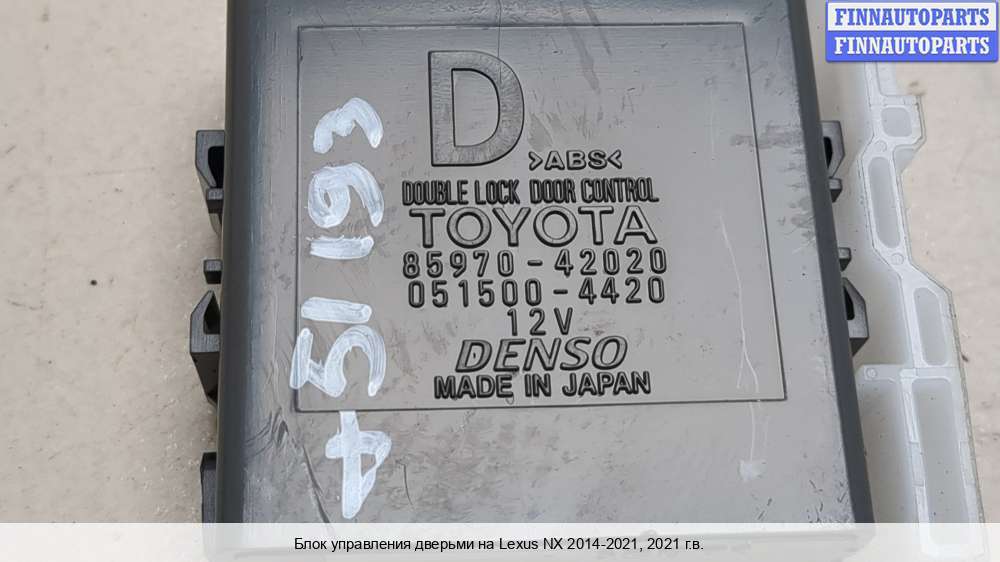 FINNAUTOPARTS
FINNAUTOPARTS
D
>ABS<
DOUBLE LOCK DOOR CONTROL
TOYOTA
85970-42020
051500-4420
12V
DENSO
MADE IN JAPAN
Блок управления дверьми на Lexus NX 2014-2021, 2021 г.в.